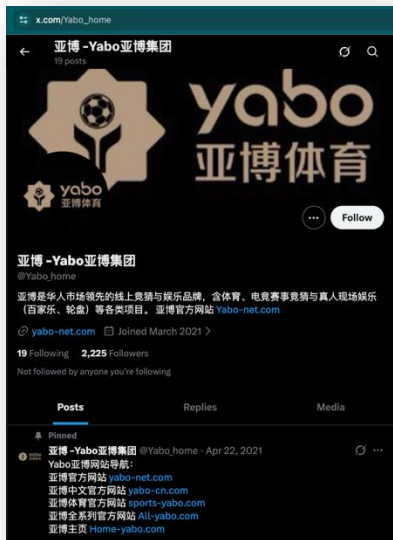 x.com/Yabo_home
亚博 -Yabo亚博集团
19 posts
yabo
亚博体育
yabo
亚博体育
Follow
亚博 -Yabo亚博集团
@Yabo_home
亚博是华人市场领先的线上竞猜与娱乐品牌，含体育、电竞赛事竞猜与真人现场娱乐
（百家乐、轮盘）等各类项目。 亚博官方网站 Yabo-net.com
yabo-net.com Joined March 2021
19 Following 2,225 Followers
Not followed by anyone you're following
Posts Replies Media
Pinned
亚博 -Yabo亚博集团 @Yabo_home · Apr 22, 2021
Yabo亚博网站导航：
亚博官方网站 yabo-net.com
亚博中文官方网站 yabo-cn.com
亚博体育官方网站 sports-yabo.com
亚博全系列官方网站 All-yabo.com
亚博主页 Home-yabo.com